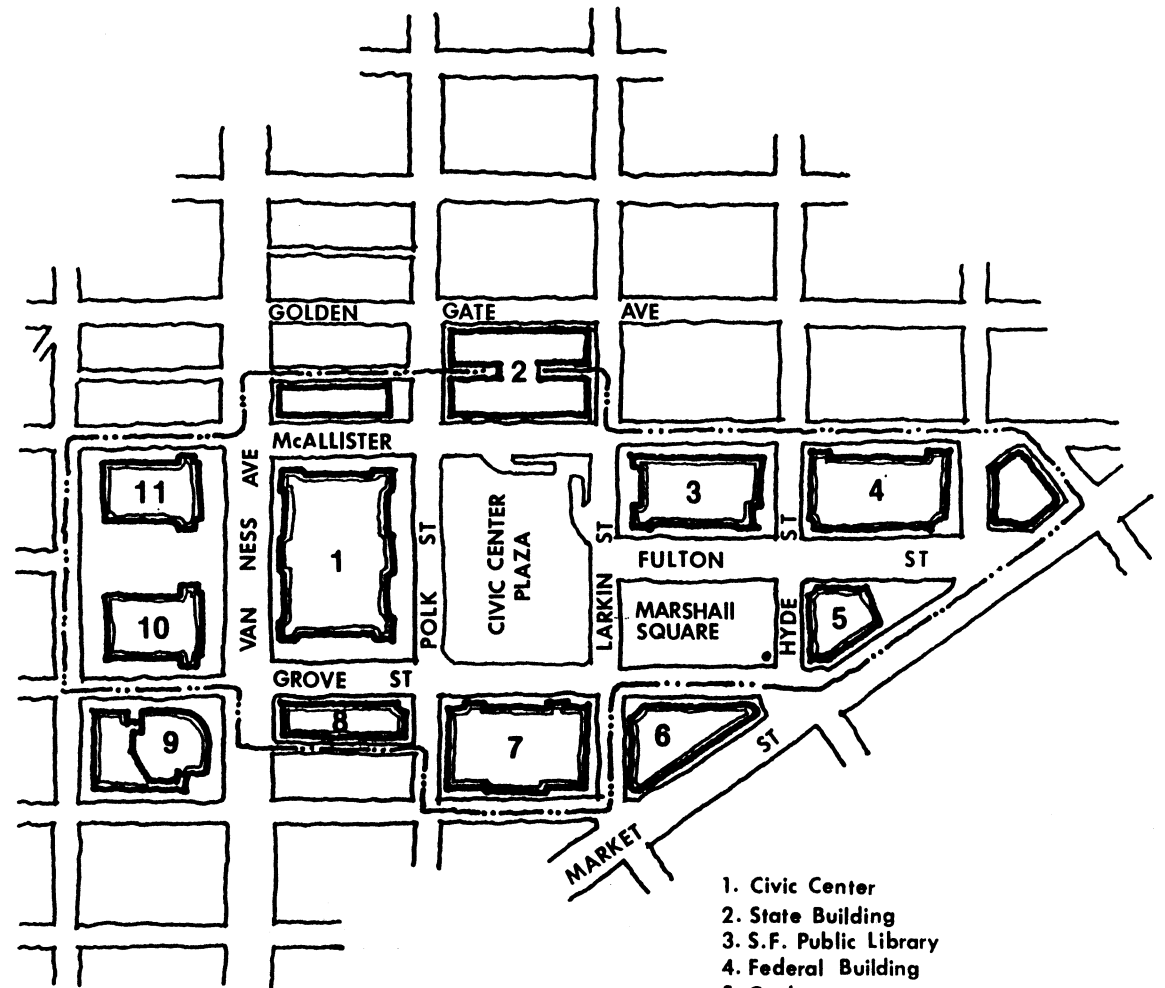 GOLDEN GATE AVE
2
McALLISTER
11
VAN NESS AVE
1
POLK ST
CIVIC CENTER
PLAZA
LARKIN ST
3
4
HYDE ST
FULTON ST
MARSHAll
SQUARE
5
10
GROVE ST
9
8
7
6
MARKET ST
1. Civic Center
2. State Building
3. S.F. Public Library
4. Federal Building